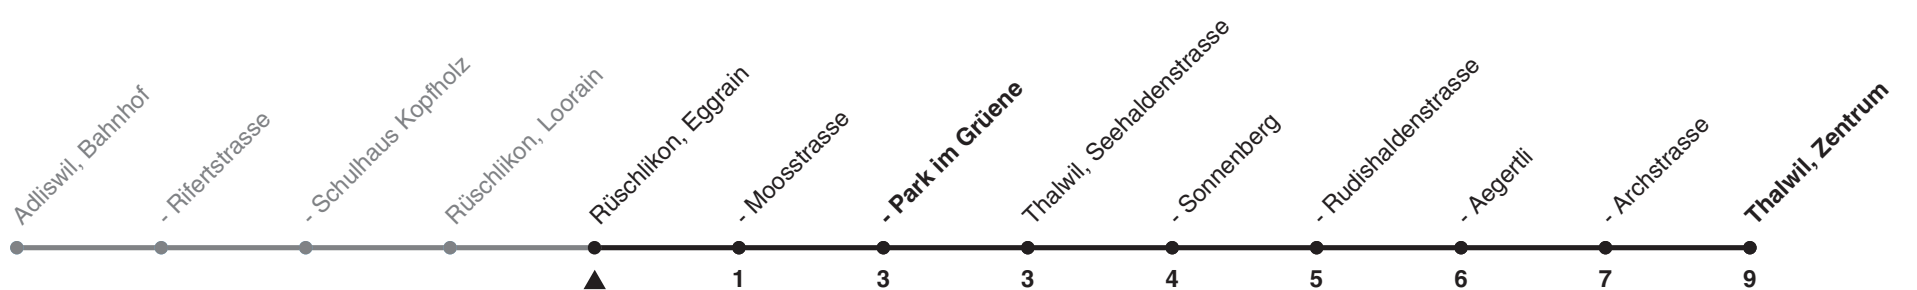 Adliswil, Bahnhof
- Rifertstrasse
- Schulhaus Kopfholz
Rüschlikon, Loorain
Rüschlikon, Eggrain
- Moosstrasse
- Park im Grüene
Thalwil, Seehaldenstrasse
- Sonnenberg
- Rudishaldenstrasse
- Aegertli
- Archstrasse
Thalwil, Zentrum
1 3 3 4 5 6 7 9